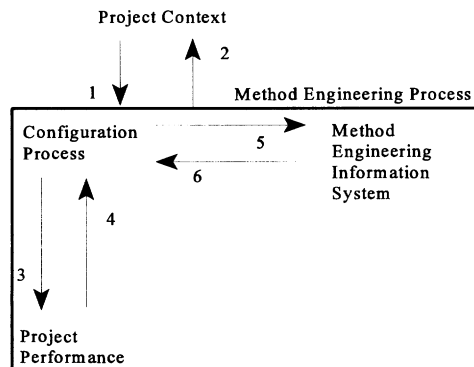 Project Context
2
1
Method Engineering Process
Configuration
Process
5
6
Method
Engineering
Information
System
4
3
Project
Performance